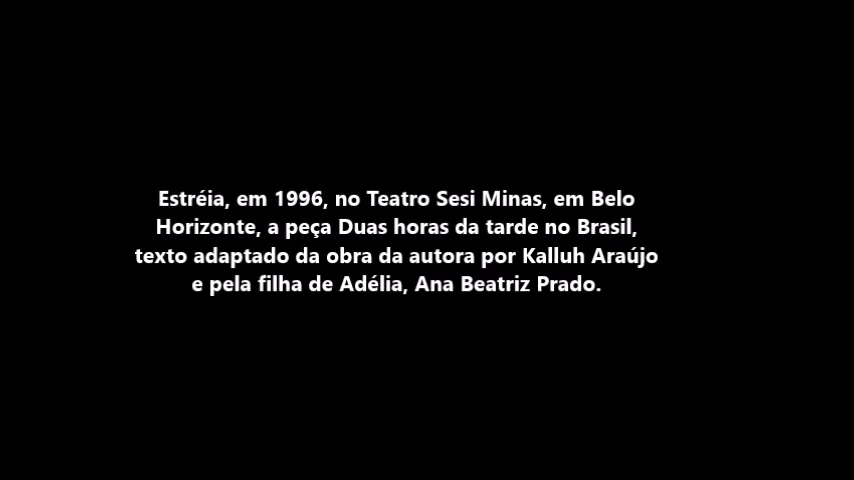 Estréia, em 1996, no Teatro Sesi Minas, em Belo
Horizonte, a peça Duas horas da tarde no Brasil,
texto adaptado da obra da autora por Kalluh Araújo
e pela filha de Adélia, Ana Beatriz Prado.